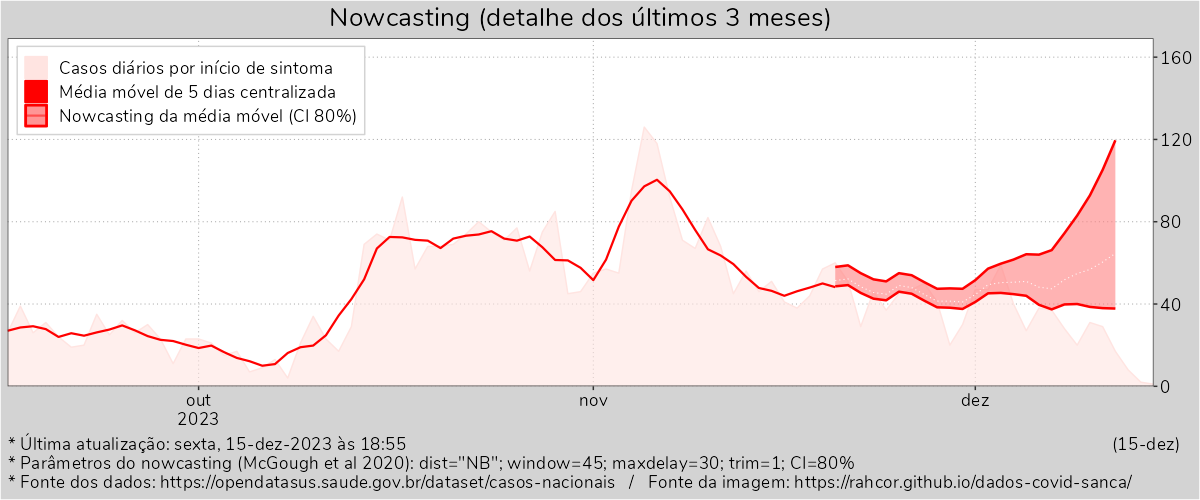 Nowcasting (detalhe dos últimos 3 meses)
Casos diários por início de sintoma
Média móvel de 5 dias centralizada
Nowcasting da média móvel (CI 80%)
160
120
80
40
0
out
2023
nov
dez
* Última atualização: sexta, 15-dez-2023 às 18:55
(15-dez)
* Parâmetros do nowcasting (McGough et al 2020): dist="NB"; window=45; maxdelay=30; trim=1; CI=80%
* Fonte dos dados: https://opendatasus.saude.gov.br/dataset/casos-nacionais / Fonte da imagem: https://rahcor.github.io/dados-covid-sanca/